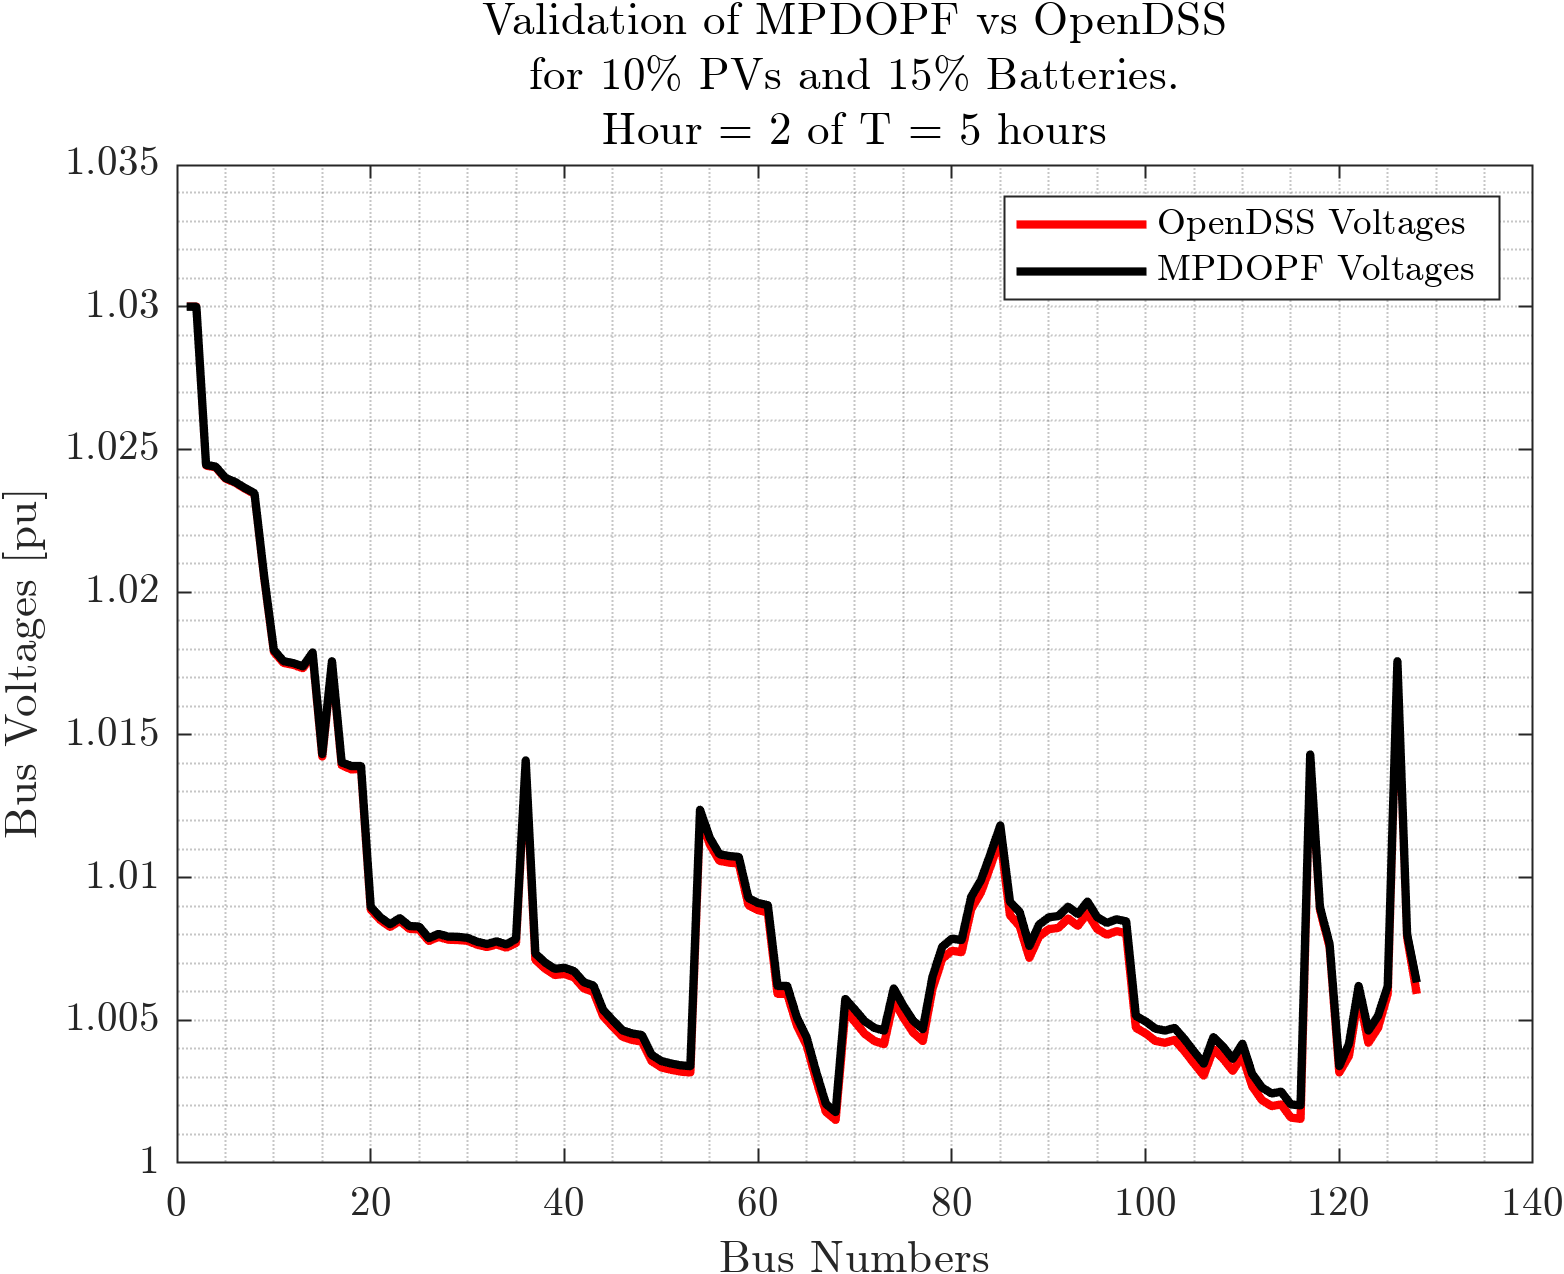 Validation of MPDOPF vs OpenDSS
for 10% PVs and 15% Batteries.
Hour = 2 of T = 5 hours
1.035
1.03
1.025
1.02
1.015
1.01
1.005
1
Bus Voltages [pu]
OpenDSS Voltages
MPDOPF Voltages
0 20 40 60 80 100 120 140
Bus Numbers